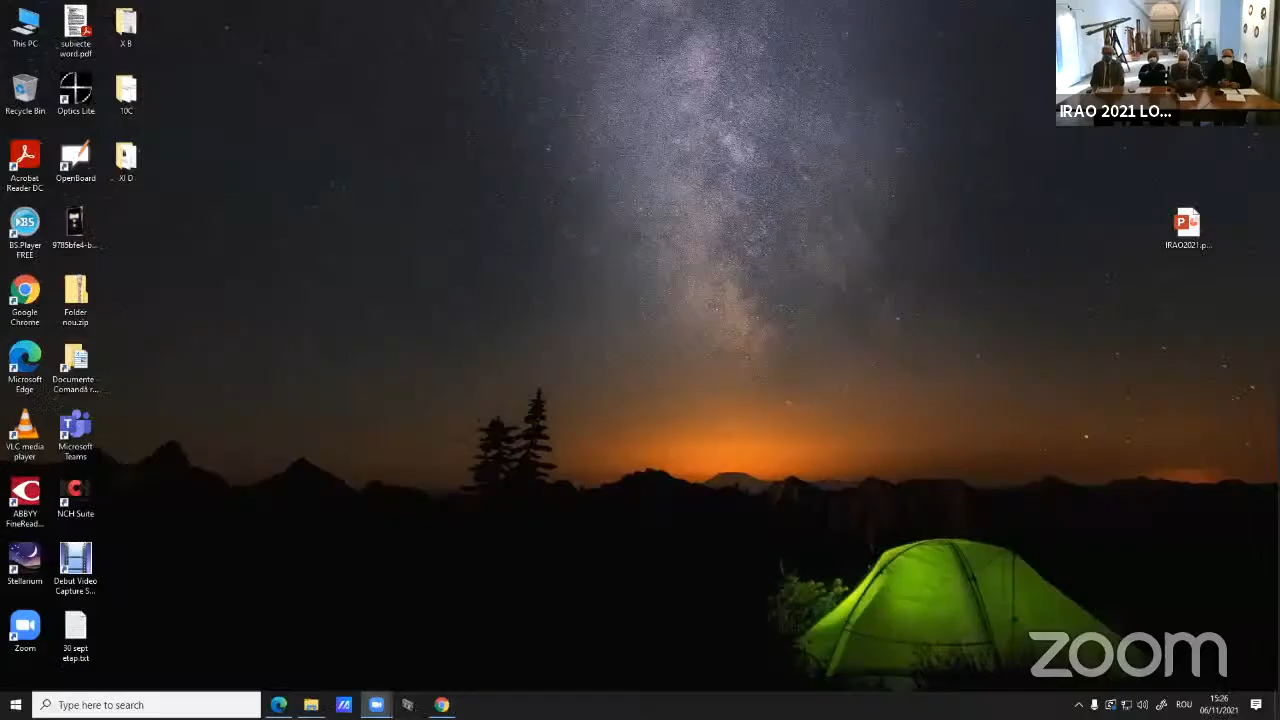 This PC
subiecte
word.pdf
X B
Recycle Bin
Optics Lite
10C
Acrobat
Reader DC
OpenBoard
XI D
BS.Player
FREE
9785bfe4-b...
Google
Chrome
Folder
nou.zip
Microsoft
Edge
Documente -
Comandă r...
VLC media
player
Microsoft
Teams
ABBYY
FineRead...
NCH Suite
Stellarium
Debut Video
Capture S...
Zoom
30 sept
etap.txt
IRAO 2021 LO...
IRAO2021.p...
zoom
Type here to search
ROU
15:26
06/11/2021